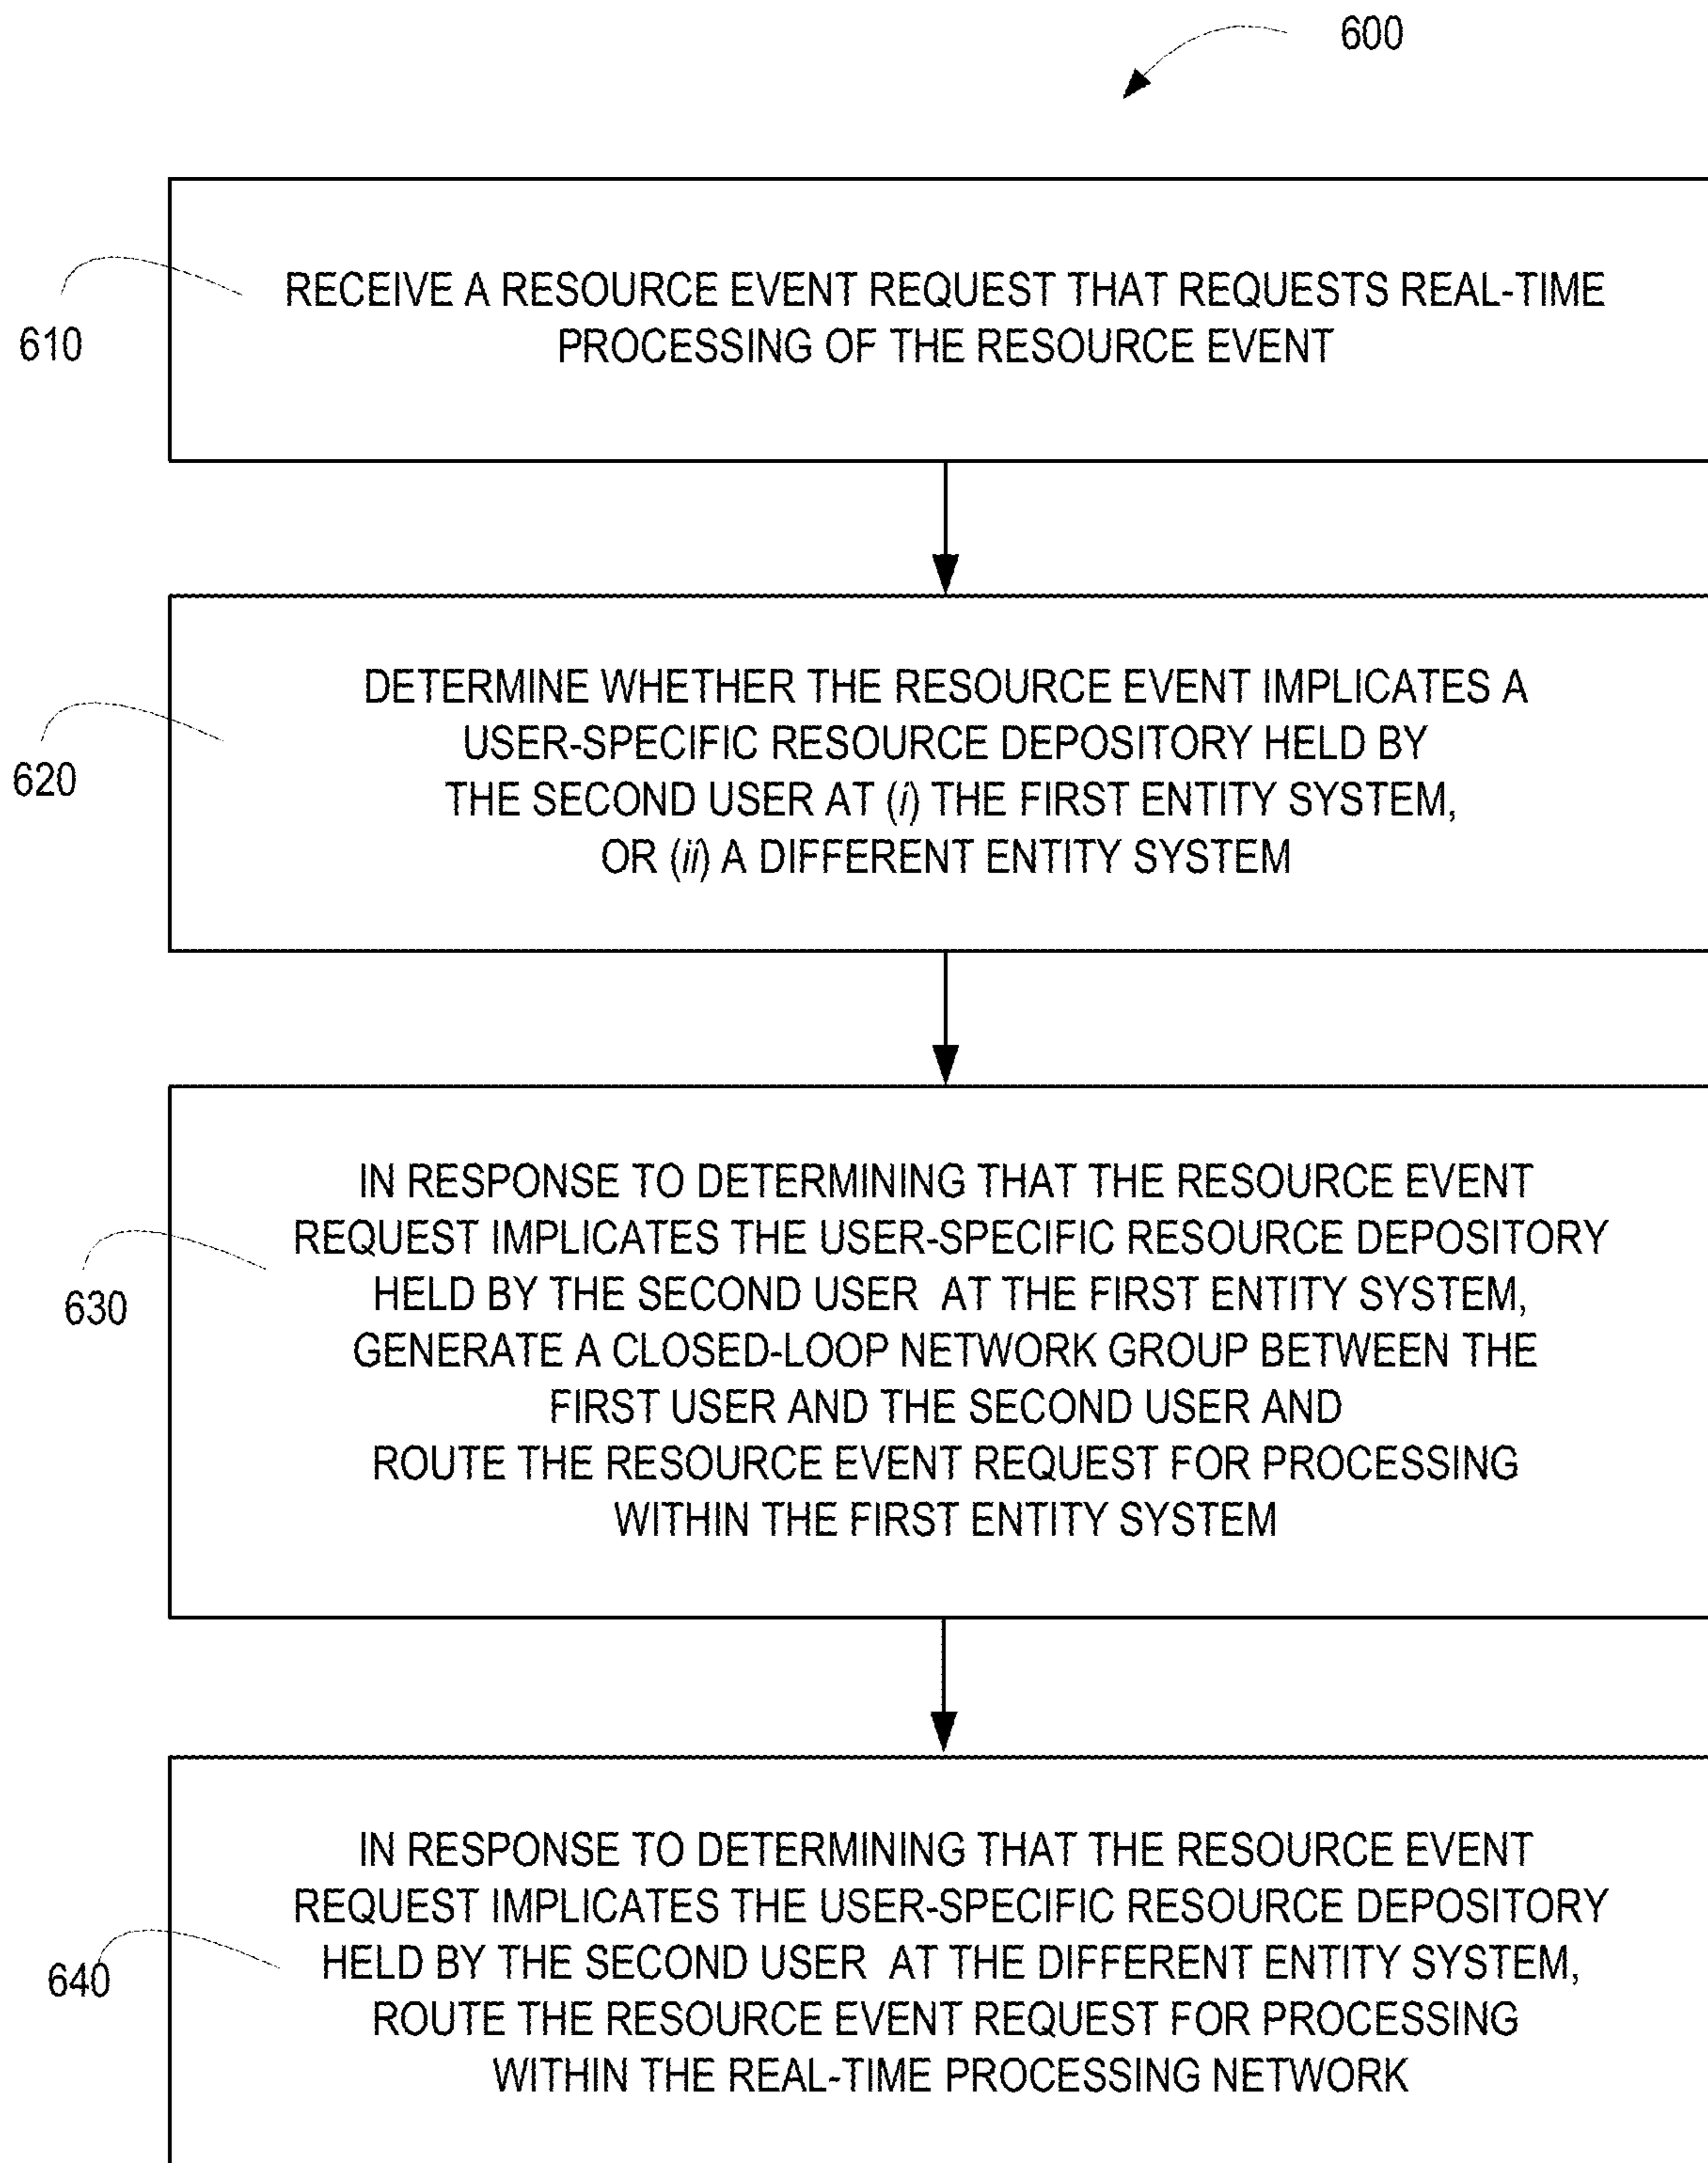 600
610
RECEIVE A RESOURCE EVENT REQUEST THAT REQUESTS REAL-TIME
PROCESSING OF THE RESOURCE EVENT
620
DETERMINE WHETHER THE RESOURCE EVENT IMPLICATES A
USER-SPECIFIC RESOURCE DEPOSITORY HELD BY
THE SECOND USER AT (i) THE FIRST ENTITY SYSTEM,
OR (ii) A DIFFERENT ENTITY SYSTEM
630
IN RESPONSE TO DETERMINING THAT THE RESOURCE EVENT
REQUEST IMPLICATES THE USER-SPECIFIC RESOURCE DEPOSITORY
HELD BY THE SECOND USER AT THE FIRST ENTITY SYSTEM,
GENERATE A CLOSED-LOOP NETWORK GROUP BETWEEN THE
FIRST USER AND THE SECOND USER AND
ROUTE THE RESOURCE EVENT REQUEST FOR PROCESSING
WITHIN THE FIRST ENTITY SYSTEM
640
IN RESPONSE TO DETERMINING THAT THE RESOURCE EVENT
REQUEST IMPLICATES THE USER-SPECIFIC RESOURCE DEPOSITORY
HELD BY THE SECOND USER AT THE DIFFERENT ENTITY SYSTEM,
ROUTE THE RESOURCE EVENT REQUEST FOR PROCESSING
WITHIN THE REAL-TIME PROCESSING NETWORK